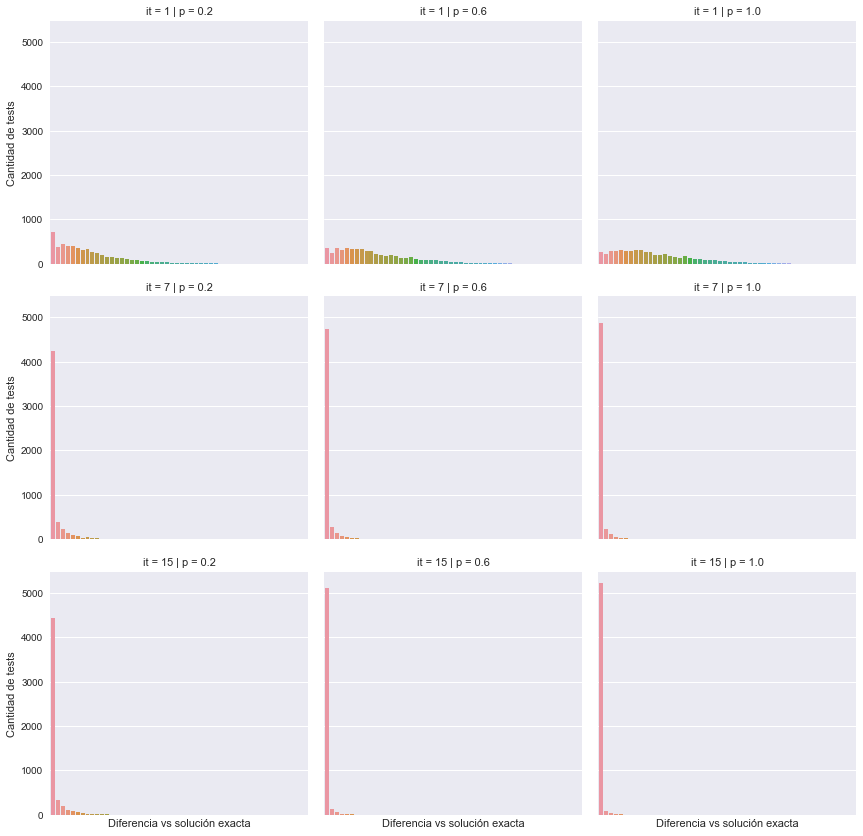 it = 1 | p = 0.2
it = 1 | p = 0.6
it = 1 | p = 1.0
5000
4000
3000
2000
1000
0
Cantidad de tests
it = 7 | p = 0.2
it = 7 | p = 0.6
it = 7 | p = 1.0
5000
4000
3000
2000
1000
0
Cantidad de tests
it = 15 | p = 0.2
it = 15 | p = 0.6
it = 15 | p = 1.0
5000
4000
3000
2000
1000
0
Cantidad de tests
Diferencia vs solución exacta
Diferencia vs solución exacta
Diferencia vs solución exacta